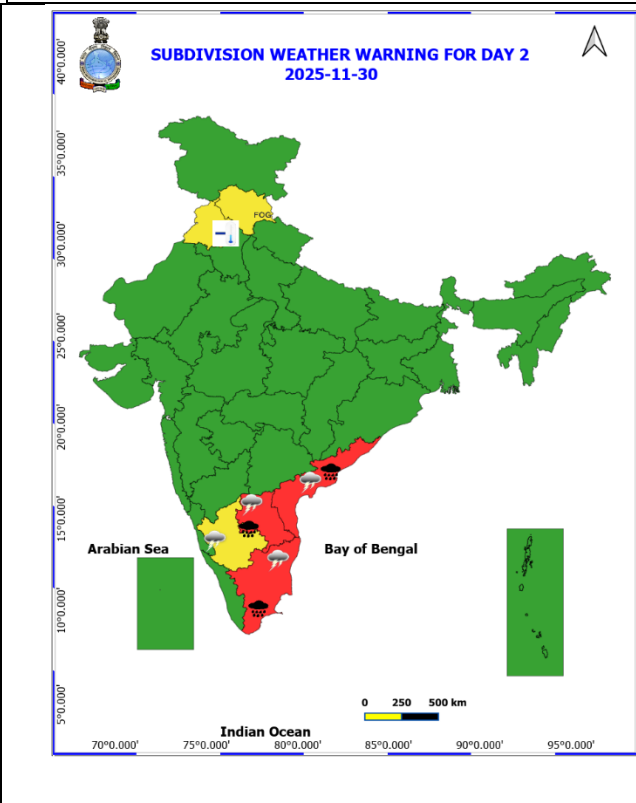 SUBDIVISION WEATHER WARNING FOR DAY 2
2025-11-30
40°0.000'
35°0.000'
30°0.000'
25°0.000'
20°0.000'
15°0.000'
10°0.000'
5°0.000'
FOG
Arabian Sea
Bay of Bengal
0 250 500 km
Indian Ocean
70°0.000' 75°0.000' 80°0.000' 85°0.000' 90°0.000' 95°0.000'